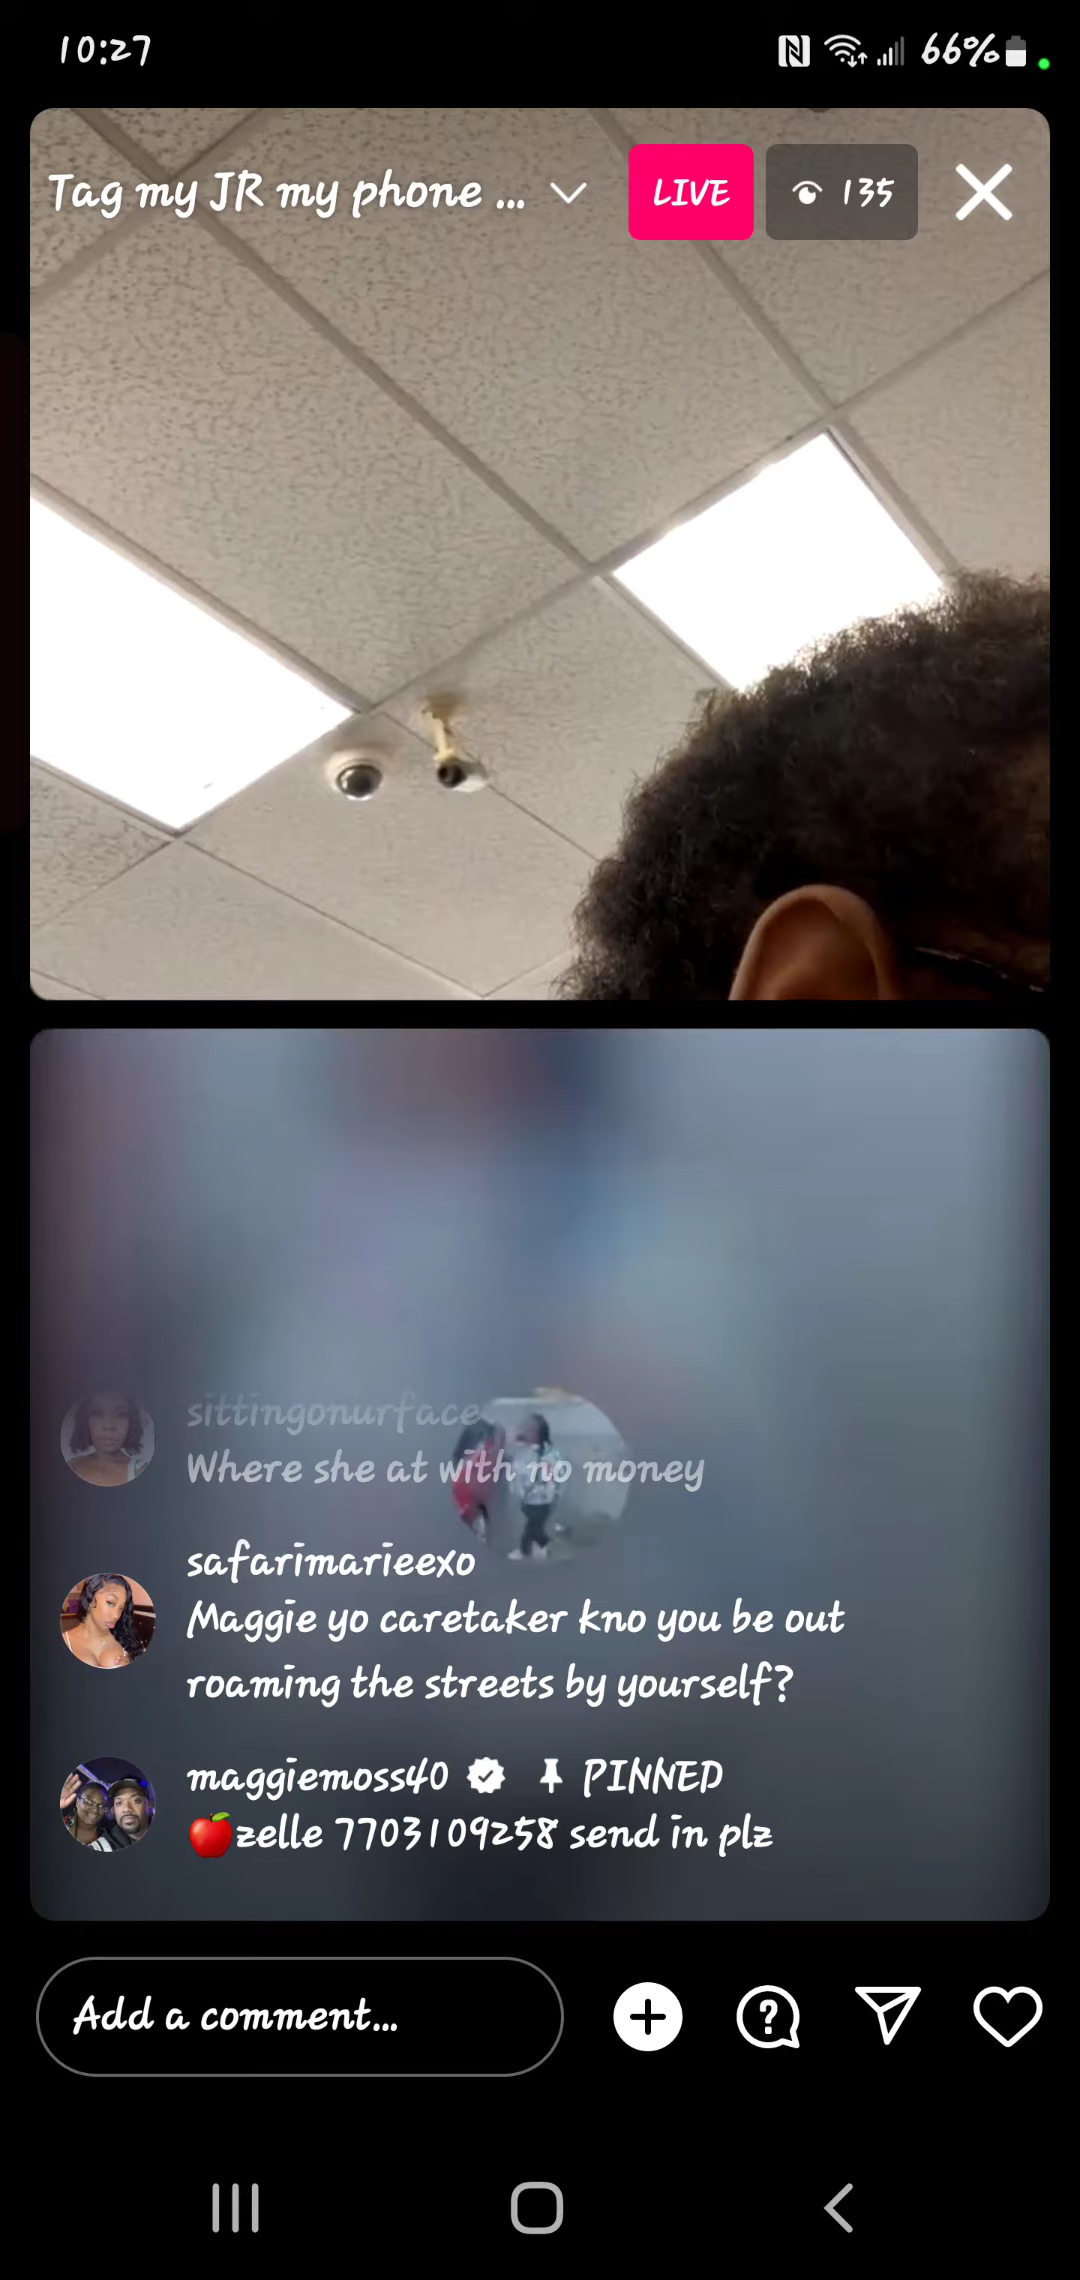 10:27
66%
Tag my JR my phone ...
LIVE
135
sittingonurface
Where she at with no money
safarimarieexo
Maggie yo caretaker kno you be out
roaming the streets by yourself?
maggiemoss40 PINNED
🍎zelle 7703109258 send in plz
Add a comment...